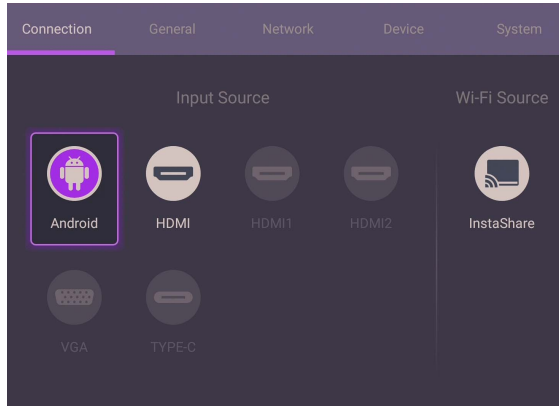 Connection General Network Device System
Input Source Wi-Fi Source
Android HDMI HDMI1 HDMI2 InstaShare
VGA TYPE-C